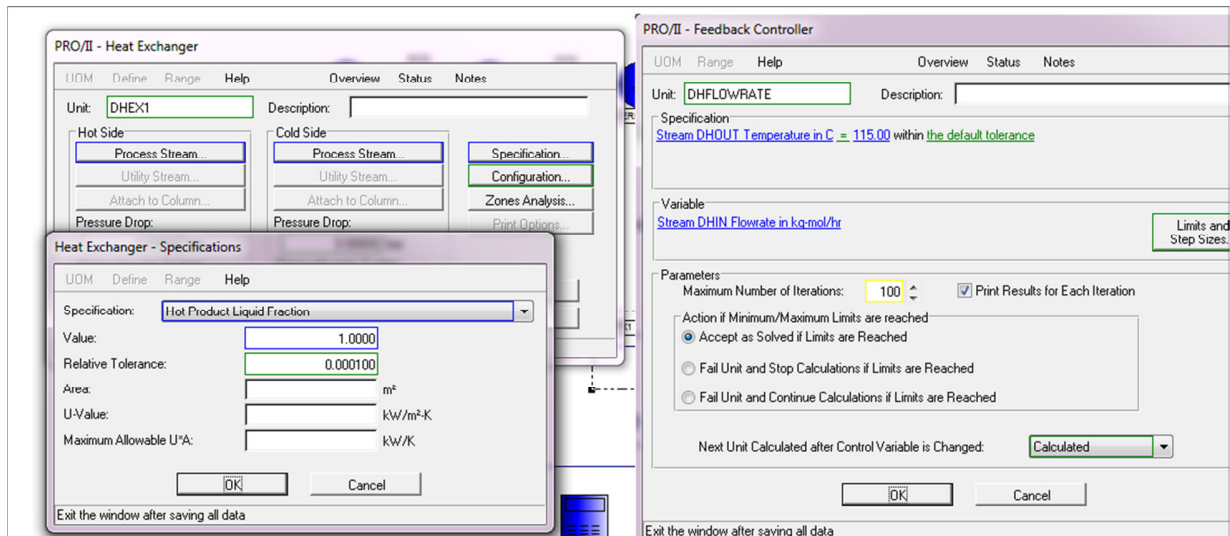 PRO/II - Heat Exchanger
UOM Define Range Help Overview Status Notes
Unit: DHEX1 Description:
Hot Side Cold Side
Process Stream... Process Stream... Specification...
Utility Stream... Utility Stream... Configuration...
Attach to Column... Attach to Column... Zones Analysis...
Pressure Drop: Pressure Drop: Print Options...
Heat Exchanger - Specifications
UOM Define Range Help
Specification: Hot Product Liquid Fraction
Value: 1.0000
Relative Tolerance: 0.000100
Area: m²
U-Value: kW/m²-K
Maximum Allowable U*A: kW/K
OK Cancel
Exit the window after saving all data
PRO/II - Feedback Controller
UOM Range Help Overview Status Notes
Unit: DHFLOWRATE Description:
Specification
Stream DHOUT Temperature in C = 115.00 within the default tolerance
Variable
Stream DHIN Flowrate in kg-mol/hr
Limits and
Step Sizes.
Parameters
Maximum Number of Iterations: 100 Print Results for Each Iteration
Action if Minimum/Maximum Limits are reached
Accept as Solved if Limits are Reached
Fail Unit and Stop Calculations if Limits are Reached
Fail Unit and Continue Calculations if Limits are Reached
Next Unit Calculated after Control Variable is Changed: Calculated
OK Cancel
Exit the window after saving all data